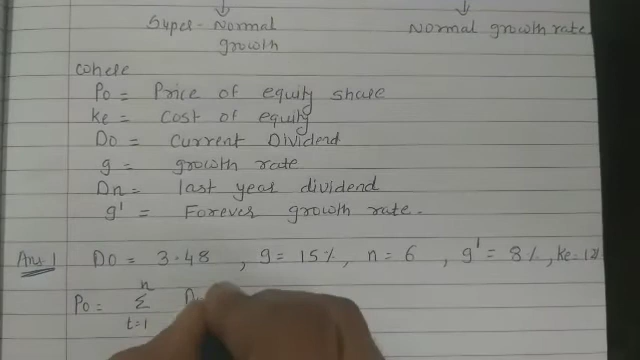 Super-Normal growth
Normal growth rate
where
Po = Price of equity share
ke = Cost of equity
Do = Current Dividend
g = growth rate
Dn = last year dividend
g' = Forever growth rate.
Ans 1 Do = 3.48, g = 15%, n = 6, g' = 8%, ke = 12
Po = n Σ t=1